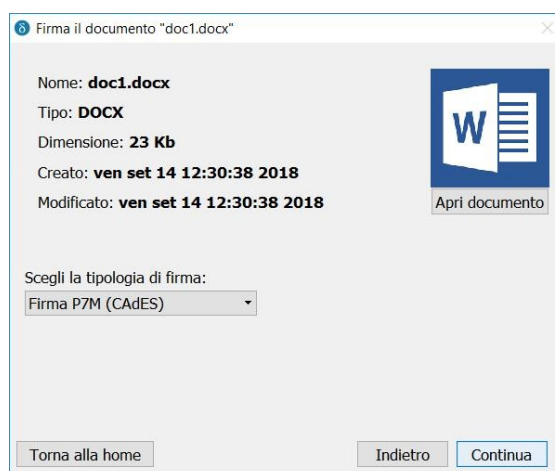 Firma il documento "doc1.docx"
Nome: doc1.docx
Tipo: DOCX
Dimensione: 23 Kb
Creato: ven set 14 12:30:38 2018
Modificato: ven set 14 12:30:38 2018
W
Apri documento
Scegli la tipologia di firma:
Firma P7M (CAdES)
Torna alla home
Indietro
Continua